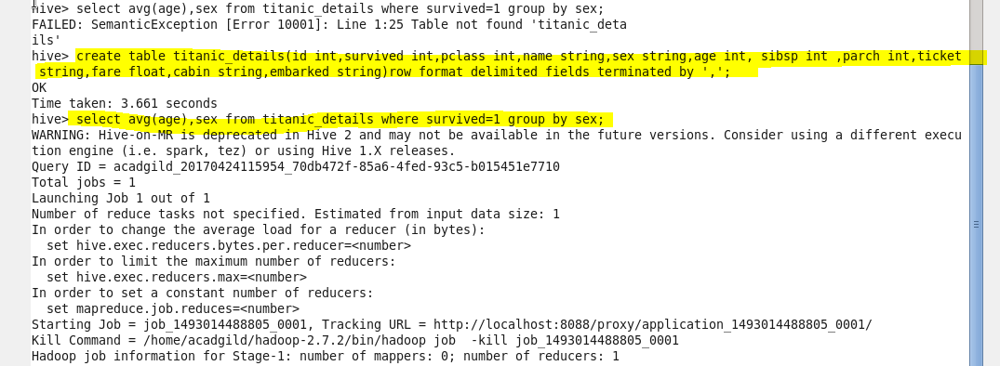 hive> select avg(age),sex from titanic_details where survived=1 group by sex;
FAILED: SemanticException [Error 10001]: Line 1:25 Table not found 'titanic_deta
ils'
hive> create table titanic_details(id int,survived int,pclass int,name string,sex string,age int, sibsp int ,parch int,ticket
 string,fare float,cabin string,embarked string)row format delimited fields terminated by ',';
OK
Time taken: 3.661 seconds
hive> select avg(age),sex from titanic_details where survived=1 group by sex;
WARNING: Hive-on-MR is deprecated in Hive 2 and may not be available in the future versions. Consider using a different execu
tion engine (i.e. spark, tez) or using Hive 1.X releases.
Query ID = acadgild_20170424115954_70db472f-85a6-4fed-93c5-b015451e7710
Total jobs = 1
Launching Job 1 out of 1
Number of reduce tasks not specified. Estimated from input data size: 1
In order to change the average load for a reducer (in bytes):
  set hive.exec.reducers.bytes.per.reducer=<number>
In order to limit the maximum number of reducers:
  set hive.exec.reducers.max=<number>
In order to set a constant number of reducers:
  set mapreduce.job.reduces=<number>
Starting Job = job_1493014488805_0001, Tracking URL = http://localhost:8088/proxy/application_1493014488805_0001/
Kill Command = /home/acadgild/hadoop-2.7.2/bin/hadoop job  -kill job_1493014488805_0001
Hadoop job information for Stage-1: number of mappers: 0; number of reducers: 1